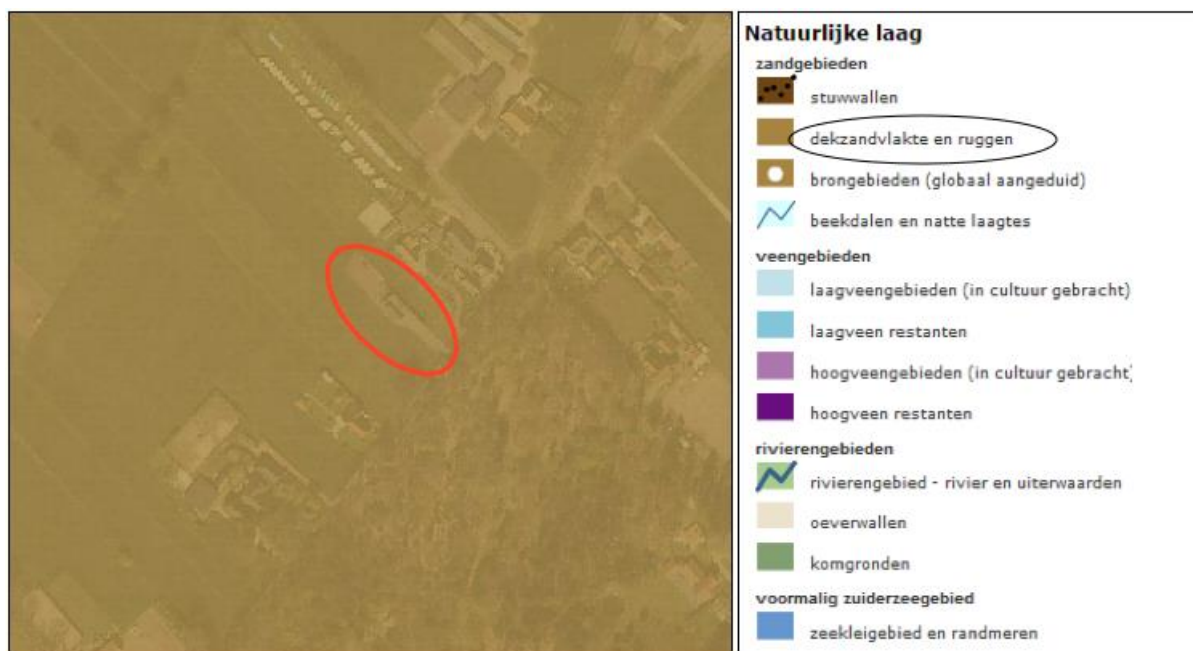 Natuurlijke laag
zandgebieden
stuwwallen
dekzandvlakte en ruggen
brongebieden (globaal aangeduid)
beekdalen en natte laagtes
veengebieden
laagveengebieden (in cultuur gebracht)
laagveen restanten
hoogveengebieden (in cultuur gebracht)
hoogveen restanten
rivierengebieden
rivierengebied - rivier en uiterwaarden
oeverwallen
komgronden
voormalig zuiderzeegebied
zeekleigebied en randmeren